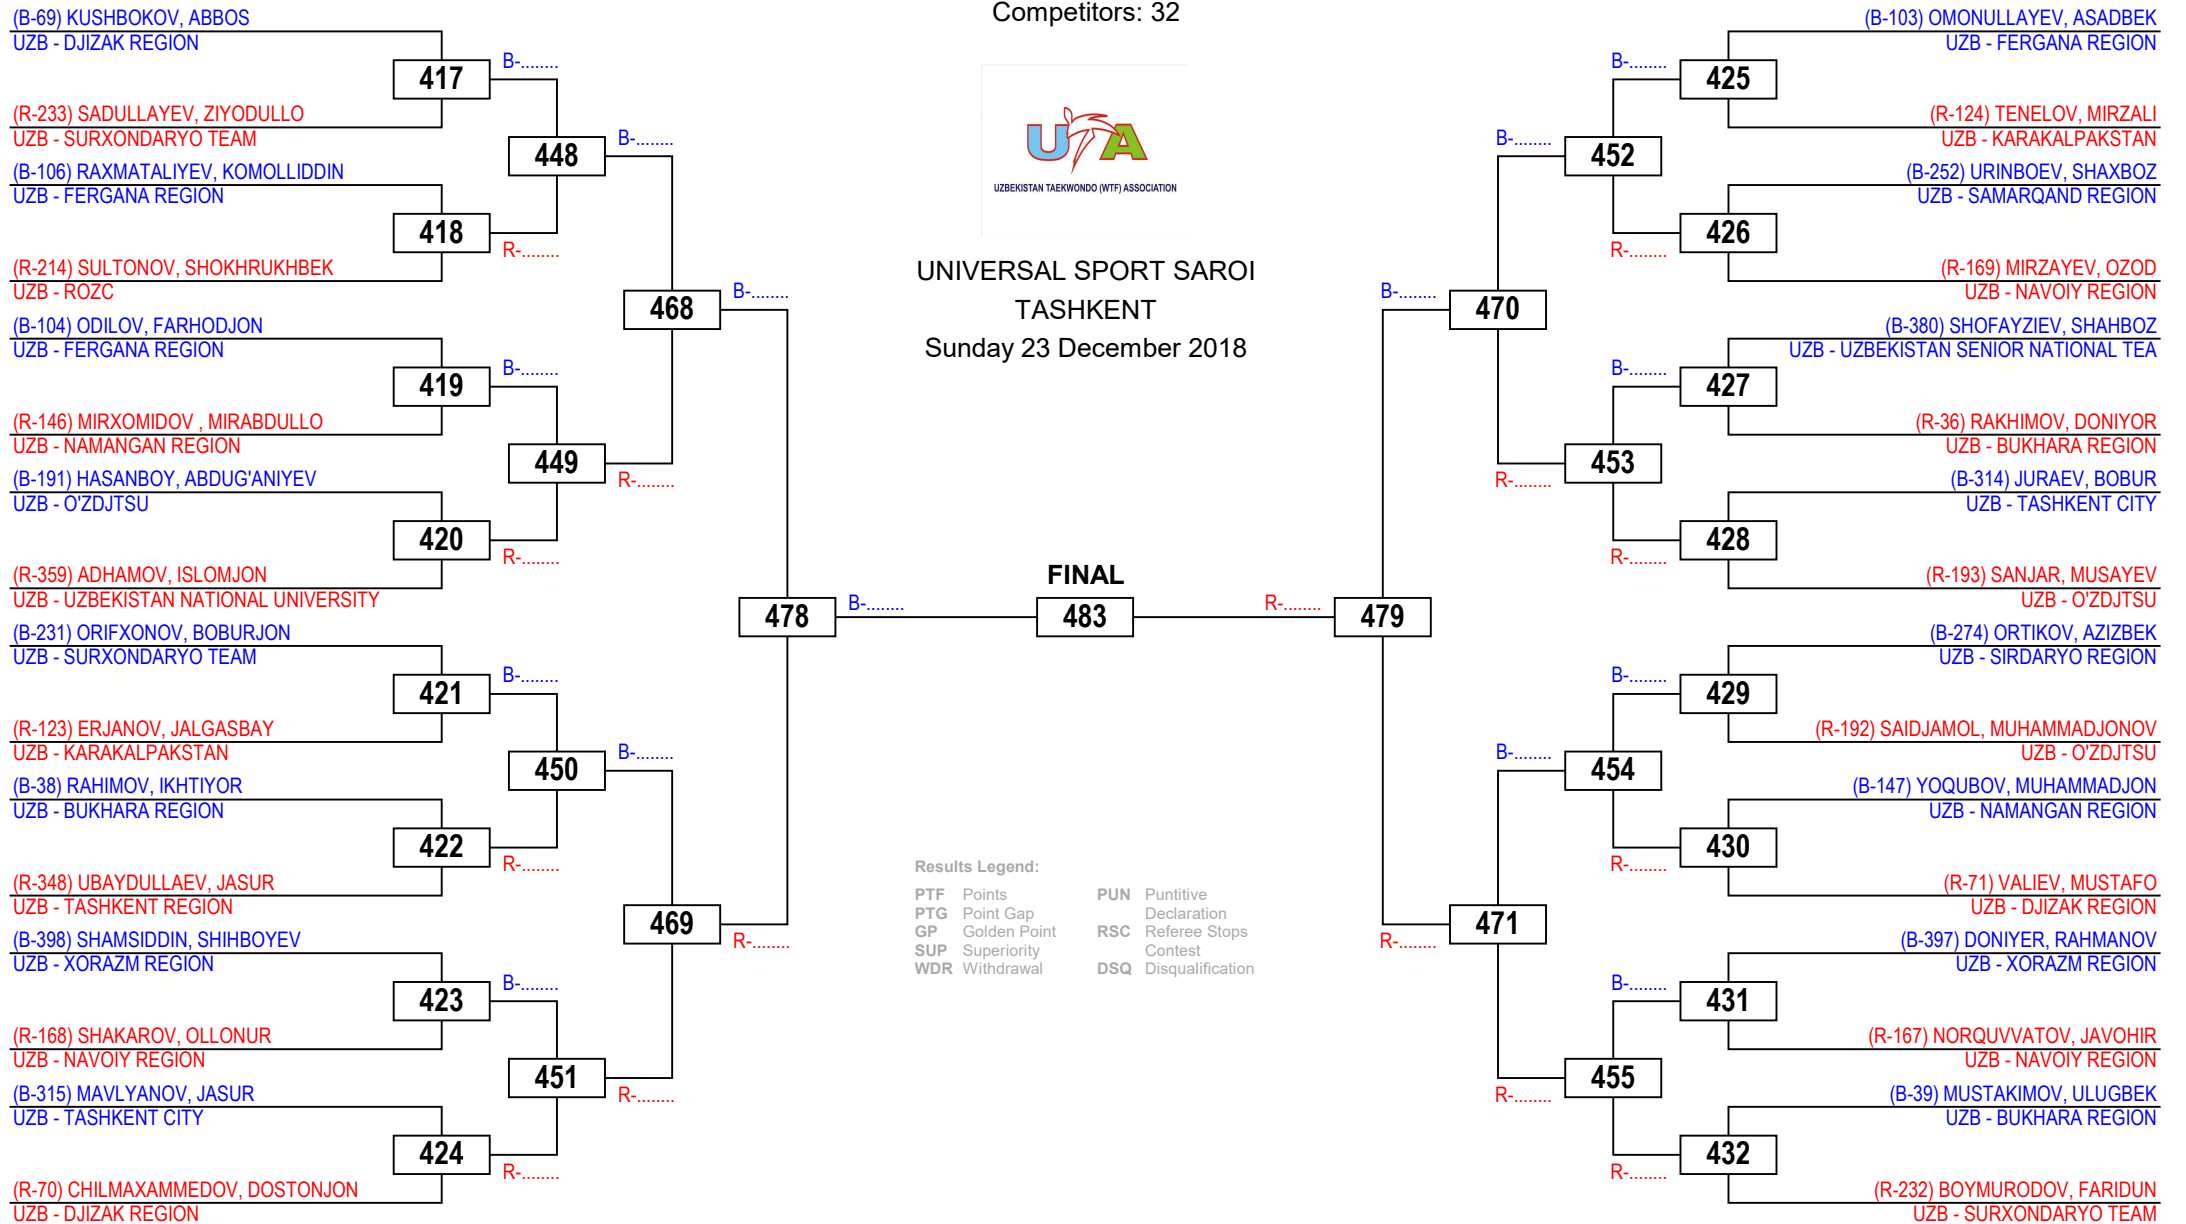 Competitors: 32
(B-69) KUSHBOKOV, ABBOS
UZB - DJIZAK REGION
417
B-........
(R-233) SADULLAYEV, ZIYODULLO
UZB - SURXONDARYO TEAM
448
B-........
(B-106) RAXMATALIYEV, KOMOLLIDDIN
UZB - FERGANA REGION
418
R-........
(R-214) SULTONOV, SHOKHRUKHBEK
UZB - ROZC
468
B-........
(B-104) ODILOV, FARHODJON
UZB - FERGANA REGION
419
B-........
(R-146) MIRXOMIDOV , MIRABDULLO
UZB - NAMANGAN REGION
449
R-........
(B-191) HASANBOY, ABDUG'ANIYEV
UZB - O'ZDJTSU
420
R-........
(R-359) ADHAMOV, ISLOMJON
UZB - UZBEKISTAN NATIONAL UNIVERSITY
478
B-........
(B-231) ORIFXONOV, BOBURJON
UZB - SURXONDARYO TEAM
421
B-........
(R-123) ERJANOV, JALGASBAY
UZB - KARAKALPAKSTAN
450
B-........
(B-38) RAHIMOV, IKHTIYOR
UZB - BUKHARA REGION
422
R-........
(R-348) UBAYDULLAEV, JASUR
UZB - TASHKENT REGION
469
R-........
(B-398) SHAMSIDDIN, SHIHBOYEV
UZB - XORAZM REGION
423
B-........
(R-168) SHAKAROV, OLLONUR
UZB - NAVOIY REGION
451
R-........
(B-315) MAVLYANOV, JASUR
UZB - TASHKENT CITY
424
R-........
(R-70) CHILMAXAMMEDOV, DOSTONJON
UZB - DJIZAK REGION
UTA
UZBEKISTAN TAEKWONDO (WTF) ASSOCIATION
UNIVERSAL SPORT SAROI
TASHKENT
Sunday 23 December 2018
FINAL
483
Results Legend:
PTF Points
PTG Point Gap
GP Golden Point
SUP Superiority
WDR Withdrawal
PUN Puntitive
Declaration
RSC Referee Stops
Contest
DSQ Disqualification
(B-103) OMONULLAYEV, ASADBEK
UZB - FERGANA REGION
B-........
425
(R-124) TENELOV, MIRZALI
UZB - KARAKALPAKSTAN
B-........
452
(B-252) URINBOEV, SHAXBOZ
UZB - SAMARQAND REGION
R-........
426
(R-169) MIRZAYEV, OZOD
UZB - NAVOIY REGION
B-........
470
(B-380) SHOFAYZIEV, SHAHBOZ
UZB - UZBEKISTAN SENIOR NATIONAL TEA
B-........
427
(R-36) RAKHIMOV, DONIYOR
UZB - BUKHARA REGION
R-........
453
(B-314) JURAEV, BOBUR
UZB - TASHKENT CITY
R-........
428
(R-193) SANJAR, MUSAYEV
UZB - O'ZDJTSU
R-........
479
(B-274) ORTIKOV, AZIZBEK
UZB - SIRDARYO REGION
B-........
429
(R-192) SAIDJAMOL, MUHAMMADJONOV
UZB - O'ZDJTSU
B-........
454
(B-147) YOQUBOV, MUHAMMADJON
UZB - NAMANGAN REGION
R-........
430
(R-71) VALIEV, MUSTAFO
UZB - DJIZAK REGION
R-........
471
(B-397) DONIYER, RAHMANOV
UZB - XORAZM REGION
B-........
431
(R-167) NORQUVVATOV, JAVOHIR
UZB - NAVOIY REGION
R-........
455
(B-39) MUSTAKIMOV, ULUGBEK
UZB - BUKHARA REGION
R-........
432
(R-232) BOYMURODOV, FARIDUN
UZB - SURXONDARYO TEAM